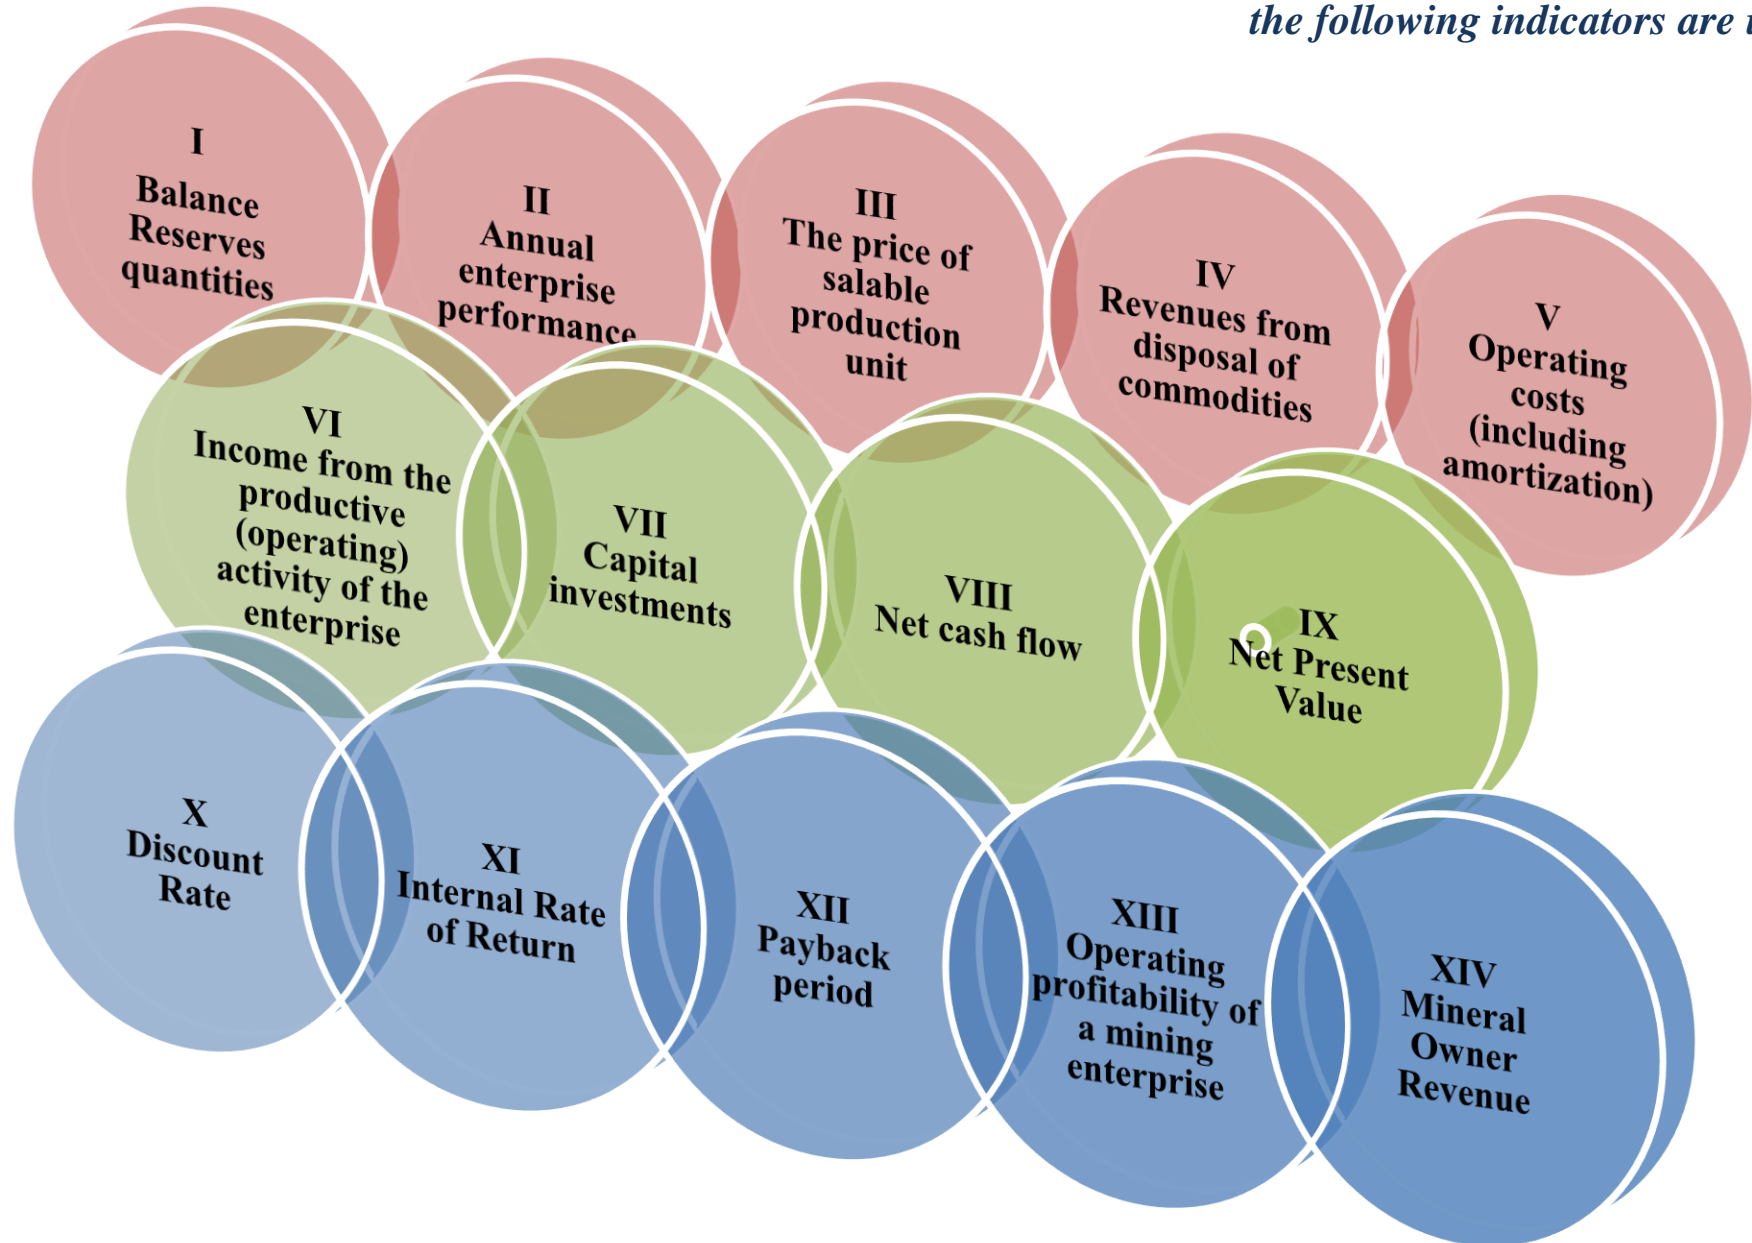 the following indicators are
I
Balance
Reserves
quantities
II
Annual
enterprise
performance
III
The price of
salable
production
unit
IV
Revenues from
disposal of
commodities
V
Operating
costs
(including
amortization)
VI
Income from the
productive
(operating)
activity of the
enterprise
VII
Capital
investments
VIII
Net cash flow
IX
Net Present
Value
X
Discount
Rate
XI
Internal Rate
of Return
XII
Payback
period
XIII
Operating
profitability of
a mining
enterprise
XIV
Mineral
Owner
Revenue